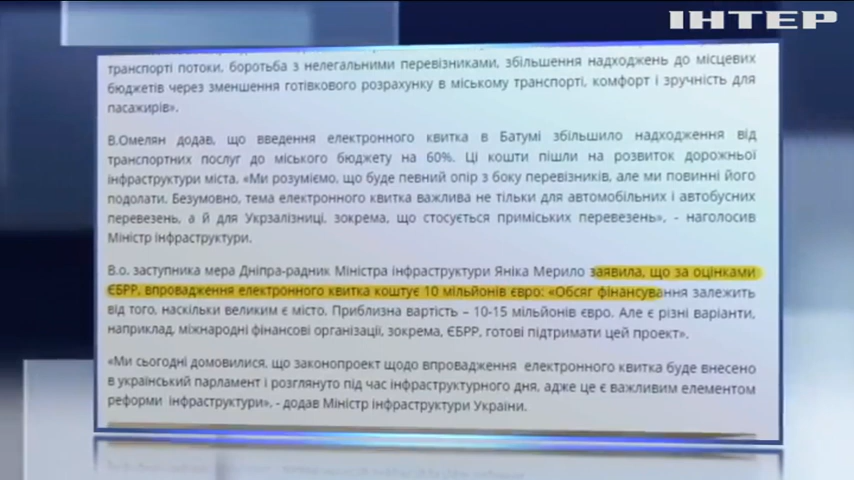 ІНТЕР
транспорті потоки, боротьба з нелегальними перевізниками, збільшення надходжень до місцевих
бюджетів через зменшення готівкового розрахунку в міському транспорті, комфорт і зручність для
пасажирів».
В.Омелян додав, що введення електронного квитка в Батумі збільшило надходження від
транспортних послуг до міського бюджету на 60%. Ці кошти пішли на розвиток дорожньої
інфраструктури міста. «Ми розуміємо, що буде певний опір з боку перевізників, але ми повинні його
подолати. Безумовно, тема електронного квитка важлива не тільки для автомобільних і автобусних
перевезень, а й для Укрзалізниці, зокрема, що стосується приміських перевезень», - наголосив
Міністр інфраструктури.
В.о. заступника мера Дніпра-радник Міністра інфраструктури Яніка Мерило заявила, що за оцінками
ЄБРР, впровадження електронного квитка коштує 10 мільйонів євро: «Обсяг фінансування залежить
від того, наскільки великим є місто. Приблизна вартість – 10-15 мільйонів євро. Але є різні варіанти,
наприклад, міжнародні фінансові організації, зокрема, ЄБРР, готові підтримати цей проект».
«Ми сьогодні домовилися, що законопроект щодо впровадження електронного квитка буде внесено
в український парламент і розглянуто під час інфраструктурного дня, адже це є важливим елементом
реформи інфраструктури», - додав Міністр інфраструктури України.